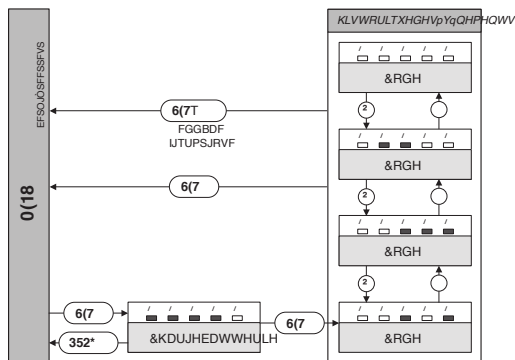 KLVWRULTXHGHVpYqQHPHQWV
EFSOJÒSFFSSFVS
0(18
&RGH
2
6(7T
FGGBDF
IJTUPSJRVF
&RGH
2
6(7
&RGH
2
6(7
352*
&KDUJHEDWWHULH
6(7
&RGH